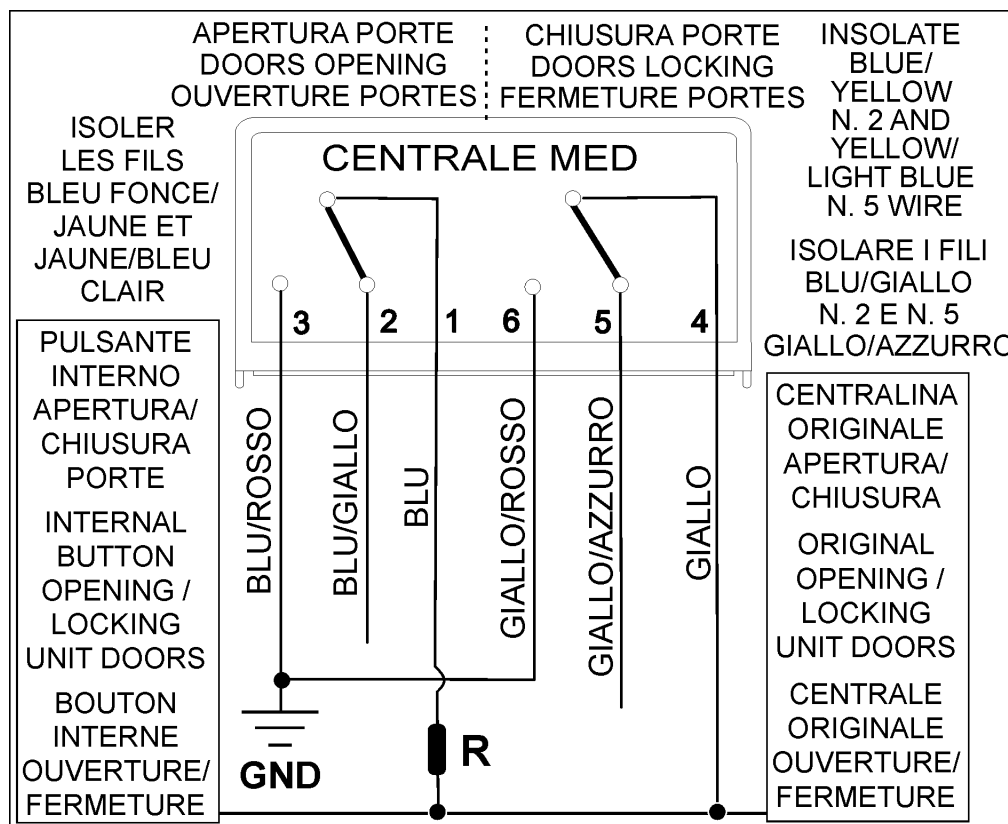 APERTURA PORTE
DOORS OPENING
OUVERTURE PORTES
CHIUSURA PORTE
DOORS LOCKING
FERMETURE PORTES
INSOLATE
BLUE/
YELLOW
N. 2 AND
YELLOW/
LIGHT BLUE
N. 5 WIRE
ISOLER
LES FILS
BLEU FONCE/
JAUNE ET
JAUNE/BLEU
CLAIR
CENTRALE MED
ISOLARE I FILI
BLU/GIALLO
N. 2 E N. 5
GIALLO/AZZURRO
3 2 1 6 5 4
PULSANTE
INTERNO
APERTURA/
CHIUSURA
PORTE
INTERNAL
BUTTON
OPENING /
LOCKING
UNIT DOORS
BOUTON
INTERNE
OUVERTURE/
FERMETURE
BLU/ROSSO
BLU/GIALLO
BLU
GIALLO/ROSSO
GIALLO/AZZURRO
GIALLO
CENTRALINA
ORIGINALE
APERTURA/
CHIUSURA
ORIGINAL
OPENING /
LOCKING
UNIT DOORS
CENTRALE
ORIGINALE
OUVERTURE/
FERMETURE
GND
R